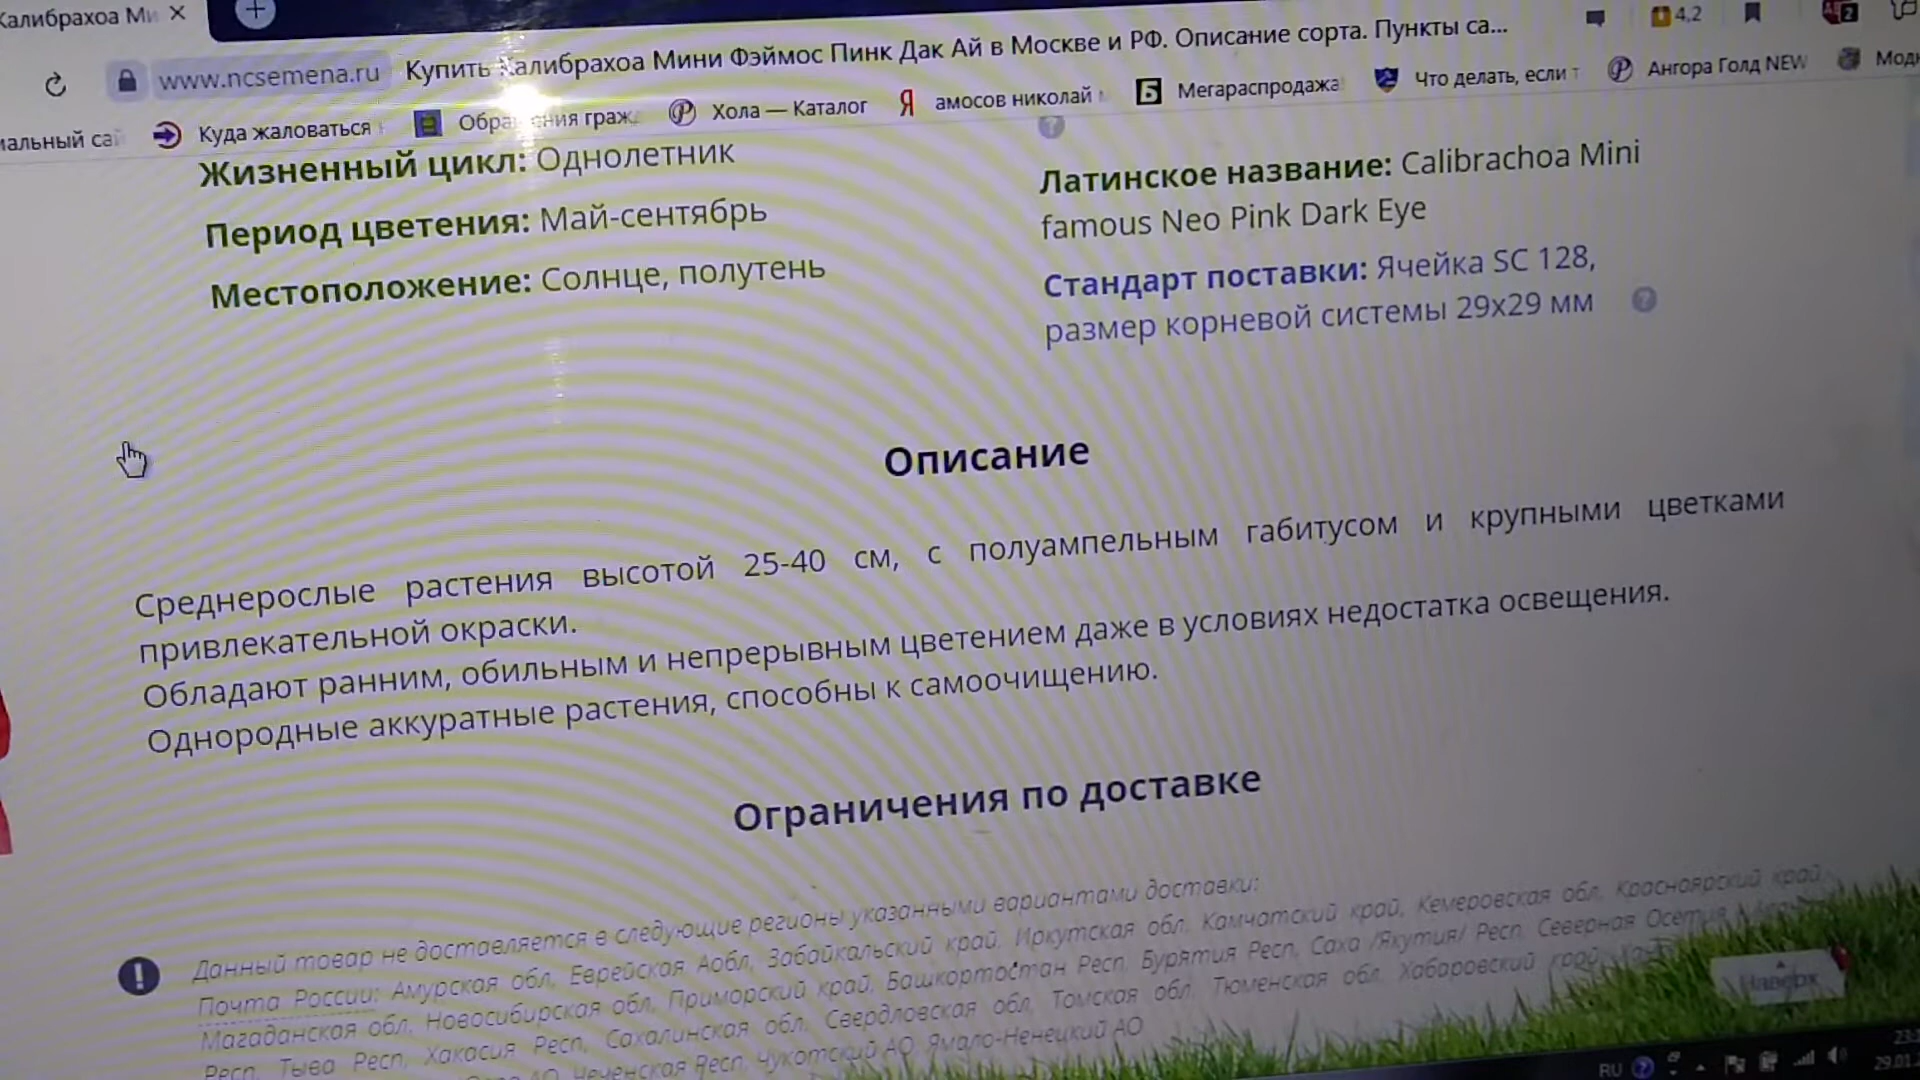 Калибрахоа Ми
www.ncsemena.ru Купить Калибрахоа Мини Фэймос Пинк Дак Ай в Москве и РФ. Описание сорта. Пункты са... 4,2 2
Куда жаловаться Хола — Каталог амосов николай Мегараспродажа Что делать, если Ангора Голд NEW
Жизненный цикл: Однолетник
Период цветения: Май-сентябрь
Местоположение: Солнце, полутень
Латинское название: Calibrachoa Mini
famous Neo Pink Dark Eye
Стандарт поставки: Ячейка SC 128,
размер корневой системы 29x29 мм
Описание
Среднерослые растения высотой 25-40 см, с полуампельным габитусом и крупными цветками
привлекательной окраски.
Обладают ранним, обильным и непрерывным цветением даже в условиях недостатка освещения.
Однородные аккуратные растения, способны к самоочищению.
Ограничения по доставке
Данный товар не доставляется в следующие регионы указанными вариантами доставки:
Почта России: Амурская обл, Еврейская Аобл, Забайкальский край, Иркутская обл, Камчатский край, Кемеровская обл, Красноярский край,
Магаданская обл, Новосибирская обл, Приморский край, Башкортостан Респ, Бурятия Респ, Саха /Якутия/ Респ, Северная Осетия
Респ, Тыва Респ, Хакасия Респ, Сахалинская обл, Свердловская обл, Томская обл, Тюменская обл, Хабаровский край,
АО, Чеченская Респ, Чукотский АО, Ямало-Ненецкий АО
Наверх
RU